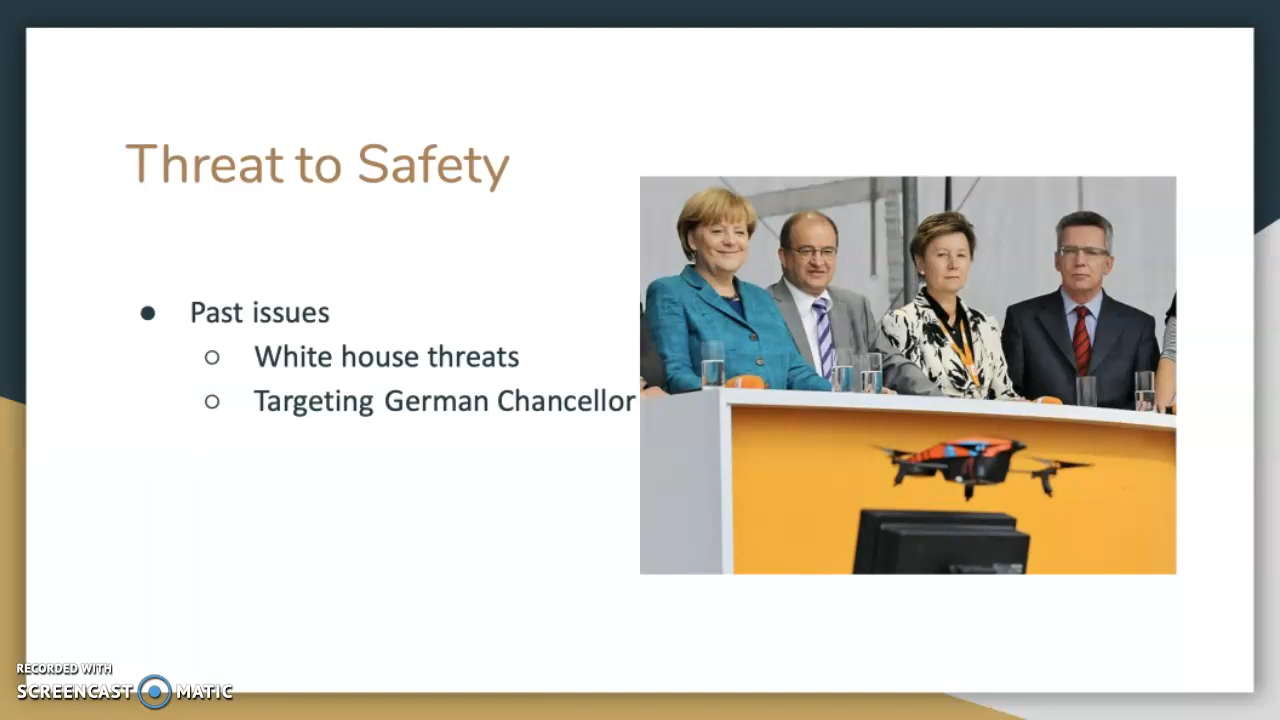 Threat to Safety
Past issues
White house threats
Targeting German Chancellor
RECORDED WITH
SCREENCAST MATIC